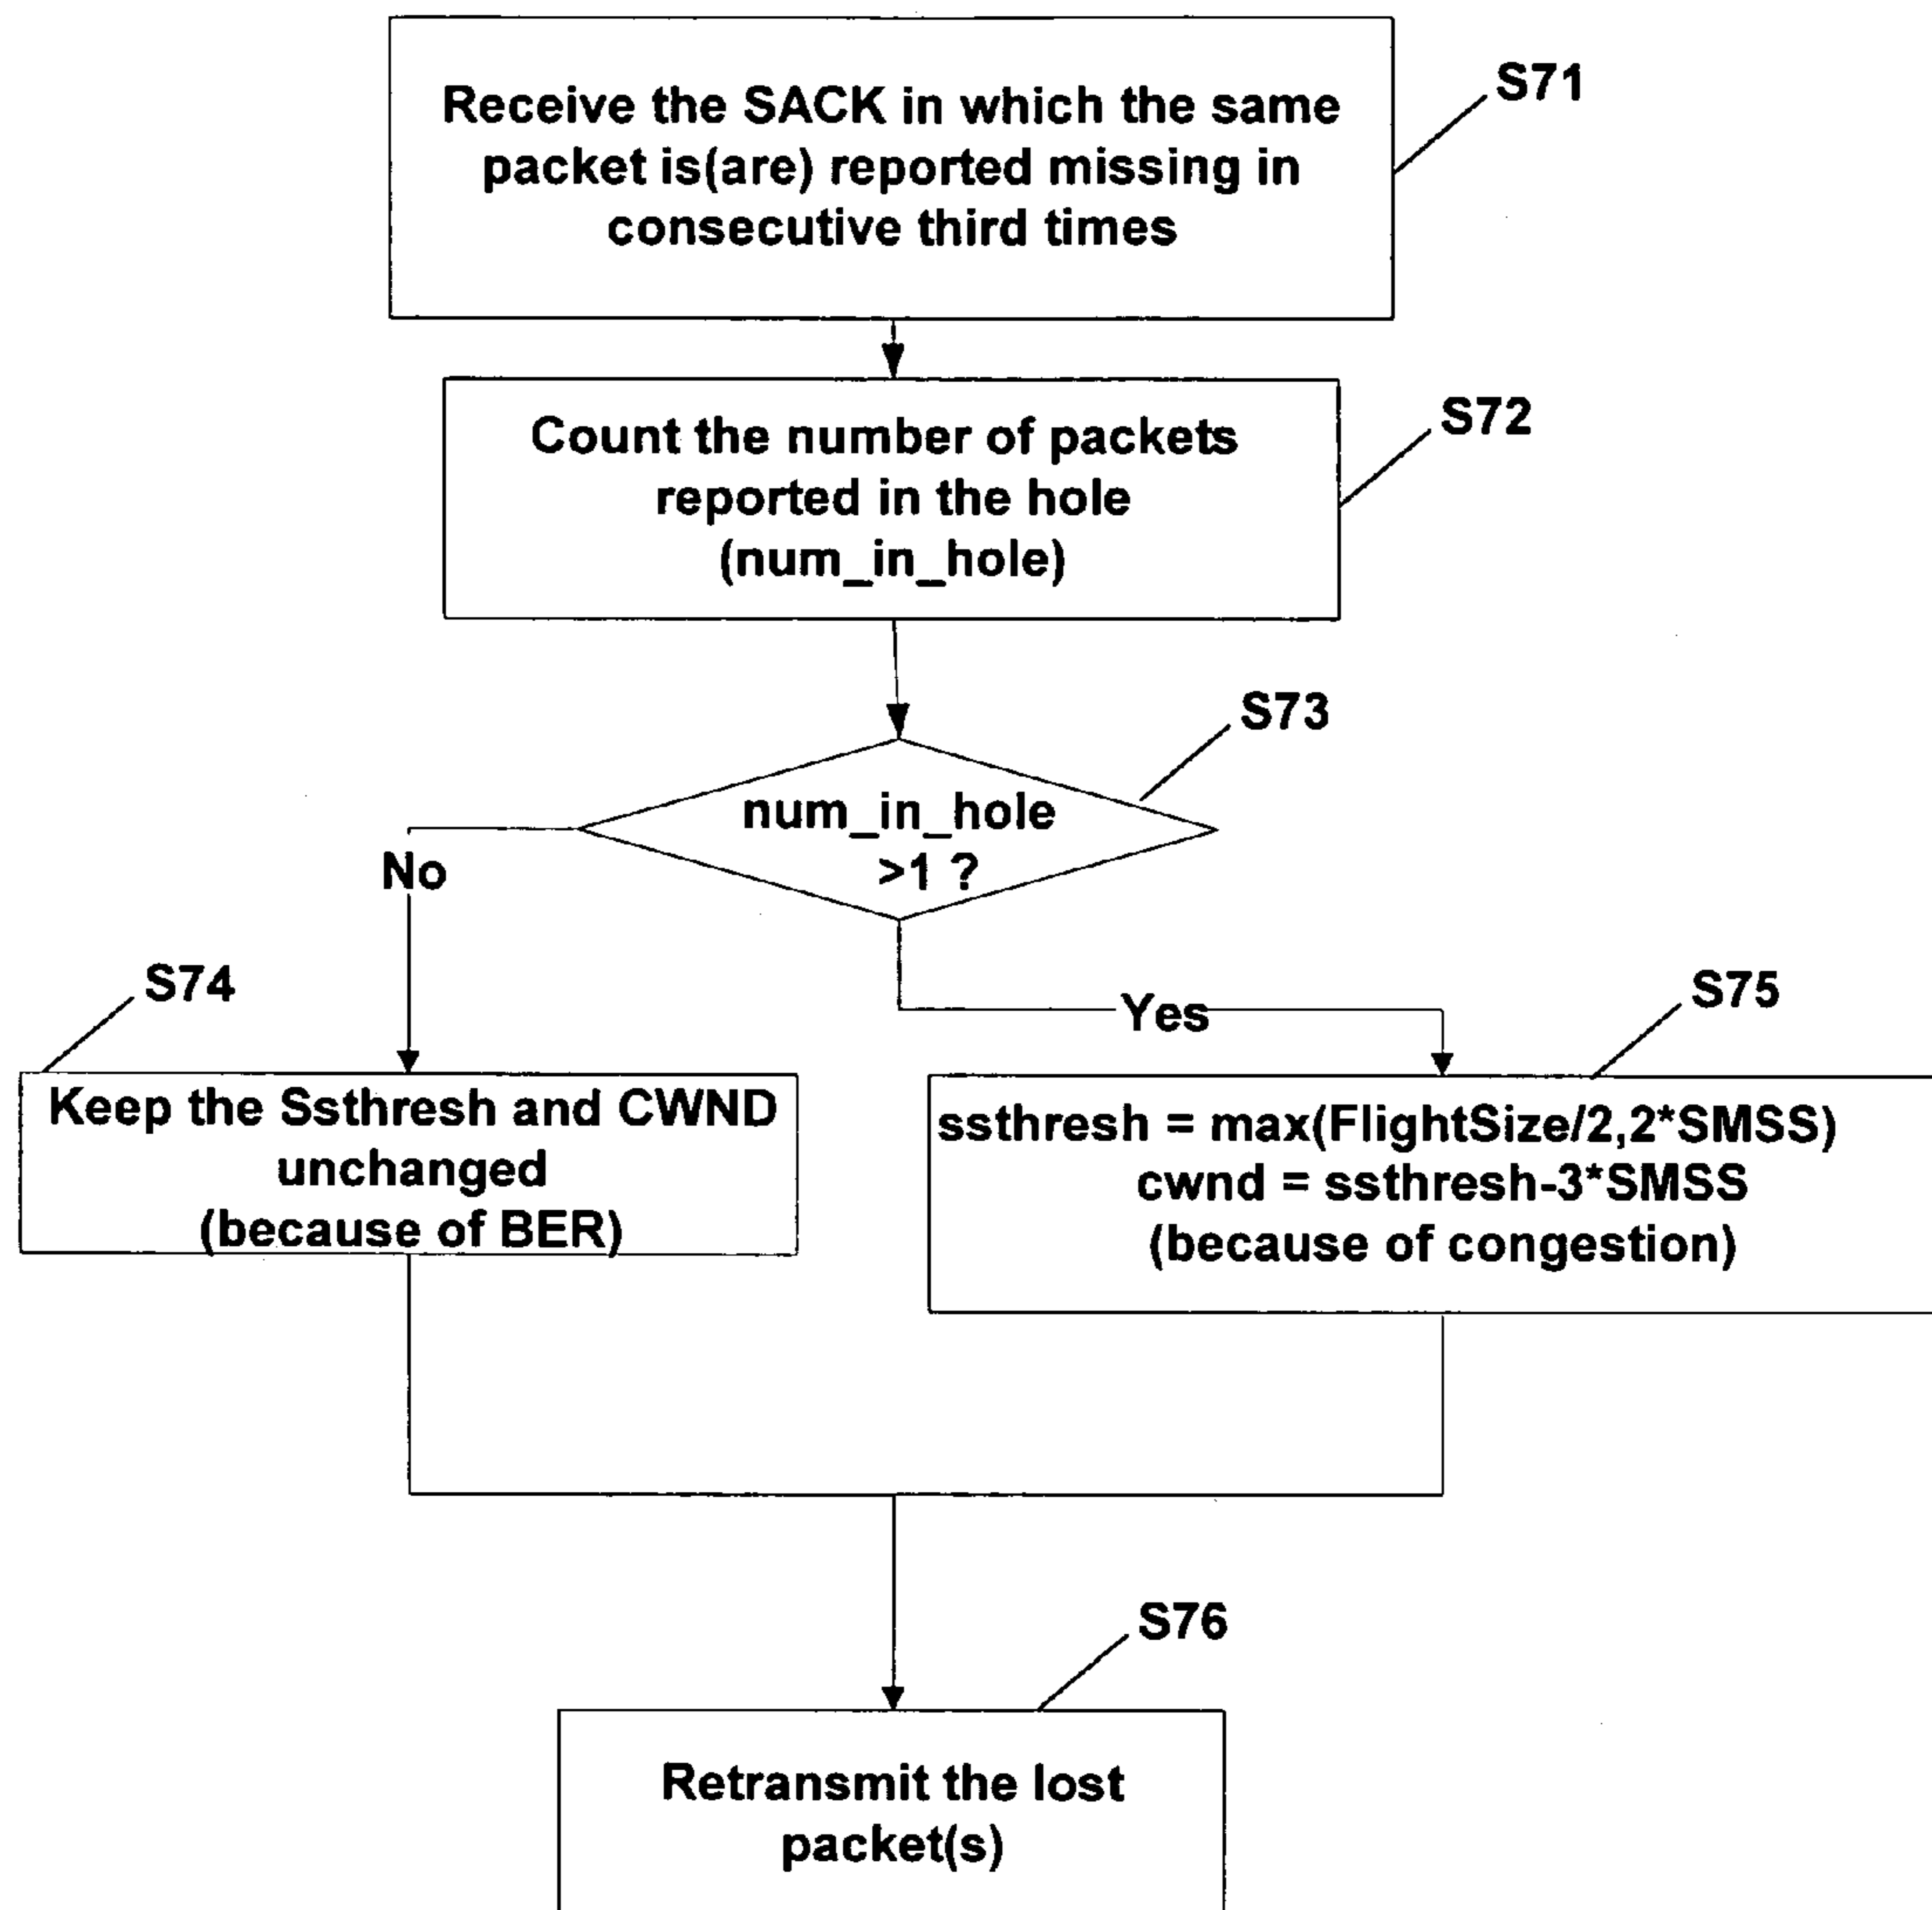 Receive the SACK in which the same
packet is(are) reported missing in
consecutive third times
S71
Count the number of packets
reported in the hole
(num_in_hole)
S72
S73
num_in_hole
>1 ?
No
Yes
S74
Keep the Ssthresh and CWND
unchanged
(because of BER)
S75
ssthresh = max(FlightSize/2,2*SMSS)
cwnd = ssthresh-3*SMSS
(because of congestion)
S76
Retransmit the lost
packet(s)